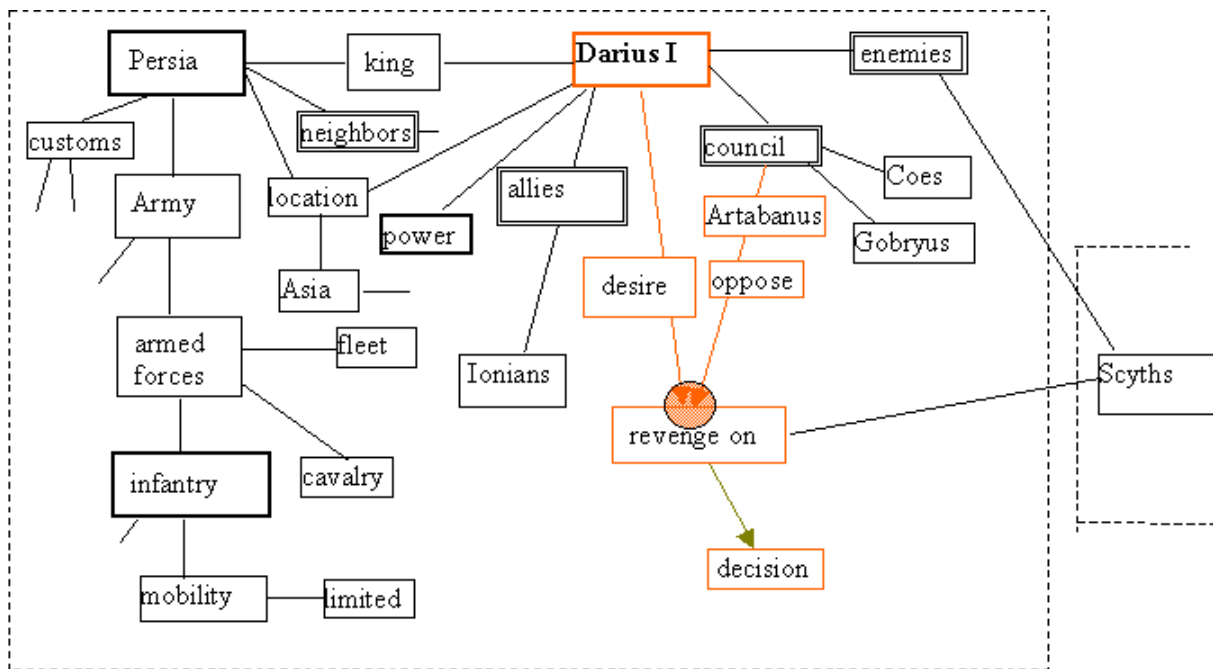 Persia
king
Darius I
enemies
customs
neighbors
council
Coes
Army
location
allies
power
Artabanus
Gobryus
Asia
desire
oppose
armed
forces
fleet
Ionians
Scyths
revenge on
infantry
cavalry
decision
mobility
limited